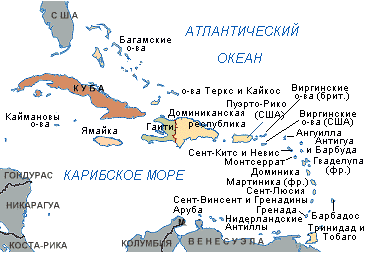 США
АТЛАНТИЧЕСКИЙ
ОКЕАН
Багамские
о-ва
КУБА
о-ва Теркс и Кайкос
Виргинские
о-ва (брит.)
Каймановы
о-ва
Доминиканская
Республика
Пуэрто-Рико
(США)
Виргинские
о-ва (США)
Ямайка
Гаити
Ангуилла
Антигуа
и Барбуда
Сент-Китс и Невис
Монтсеррат
Гваделупа
(фр.)
ГОНДУРАС
КАРИБСКОЕ МОРЕ
Доминика
Мартиника (фр.)
Сент-Люсия
НИКАРАГУА
Сент-Винсент и Гренадины
Аруба
Гренада
Барбадос
Нидерландские
Антиллы
Тринидад и
Тобаго
КОСТА-РИКА
КОЛУМБИЯ
ВЕНЕСУЭЛА